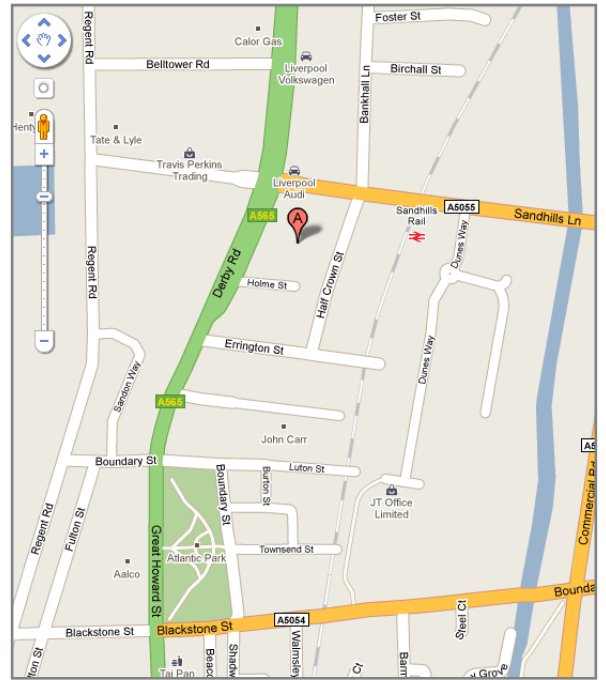 Foster St
Regent Rd
Calor Gas
Belltower Rd
Liverpool
Volkswagen
Birchall St
Bankhall Ln
Tate & Lyle
Travis Perkins
Trading
Liverpool
Audi
A5055
Sandhills
Rail
Sandhills Ln
A565
A
Dunes Way
Regent Rd
Derby Rd
Holme St
Half Crown St
Errington St
Dunes Way
Sandon Way
A565
John Carr
Boundary St
Luton St
Boundary St
Burton St
JT Office
Limited
Commercial Rd
Regent Rd
Fulton St
Great Howard St
Townsend St
Atlantic Park
Aalco
A5054
Steel Ct
Blackstone St
Blackstone St
Walmsley
Ct
Grove
Tai Pan